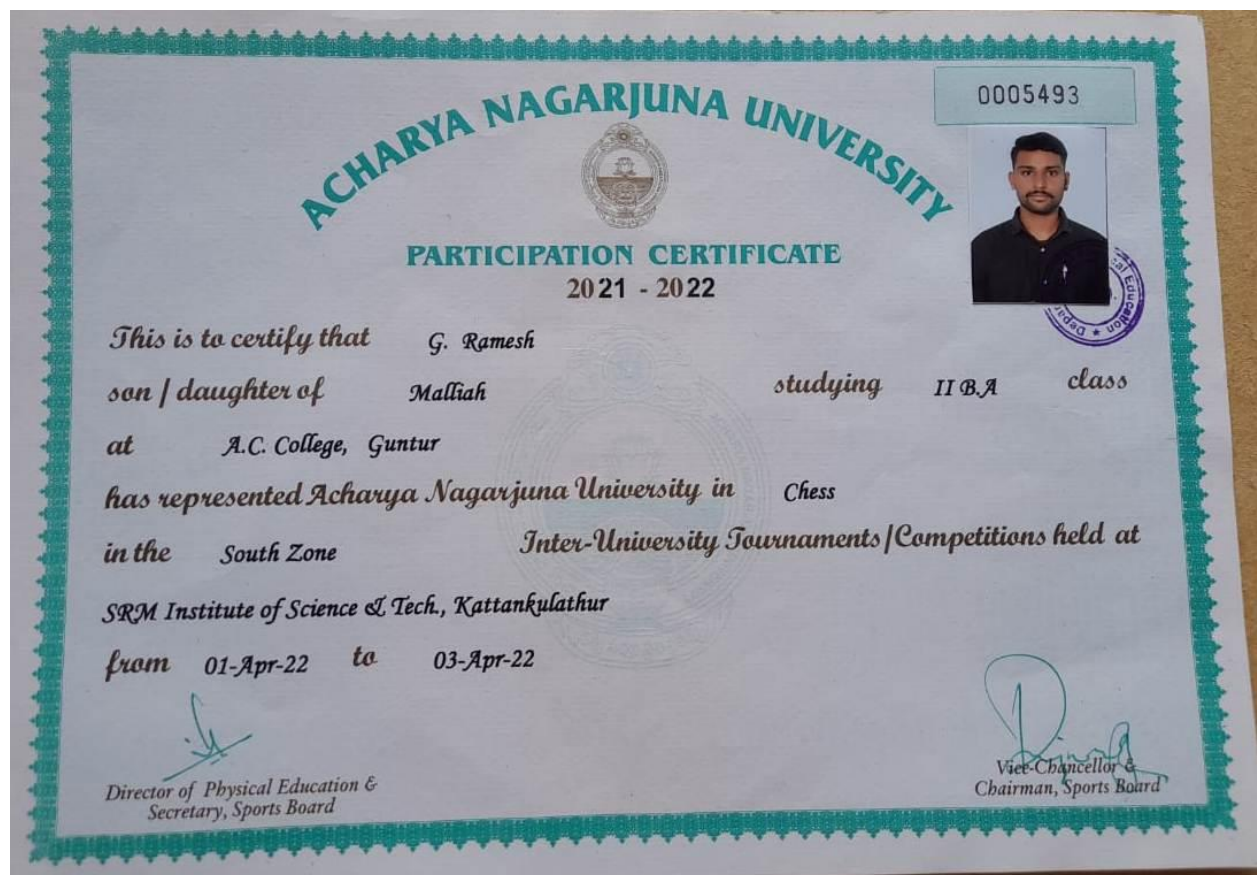 ACHARYA NAGARJUNA UNIVERSITY
0005493
PARTICIPATION CERTIFICATE
2021 - 2022
This is to certify that G. Ramesh
son / daughter of Malliah studying II B.A class
at A.C. College, Guntur
has represented Acharya Nagarjuna University in Chess
in the South Zone Inter-University Tournaments/Competitions held at
SRM Institute of Science & Tech., Kattankulathur
from 01-Apr-22 to 03-Apr-22
Director of Physical Education &
Secretary, Sports Board
Vice-Chancellor &
Chairman, Sports Board